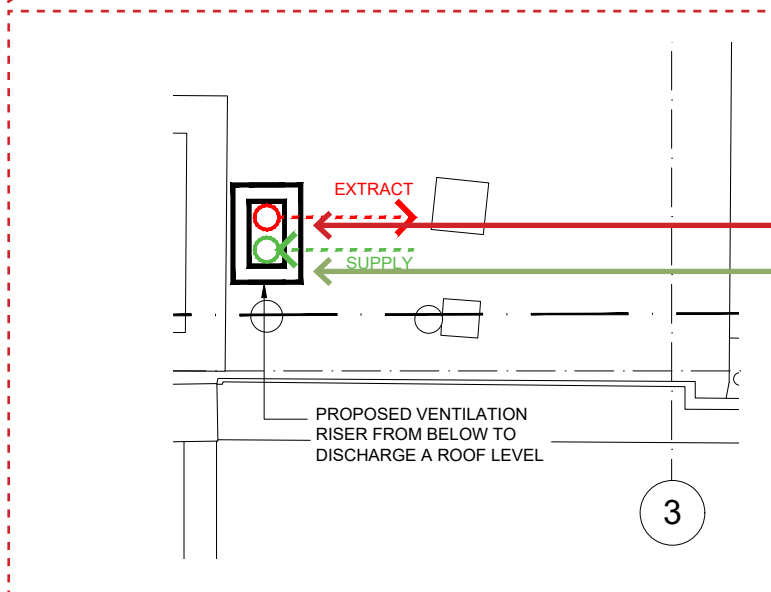 EXTRACT
SUPPLY
PROPOSED VENTILATION
RISER FROM BELOW TO
DISCHARGE A ROOF LEVEL
3